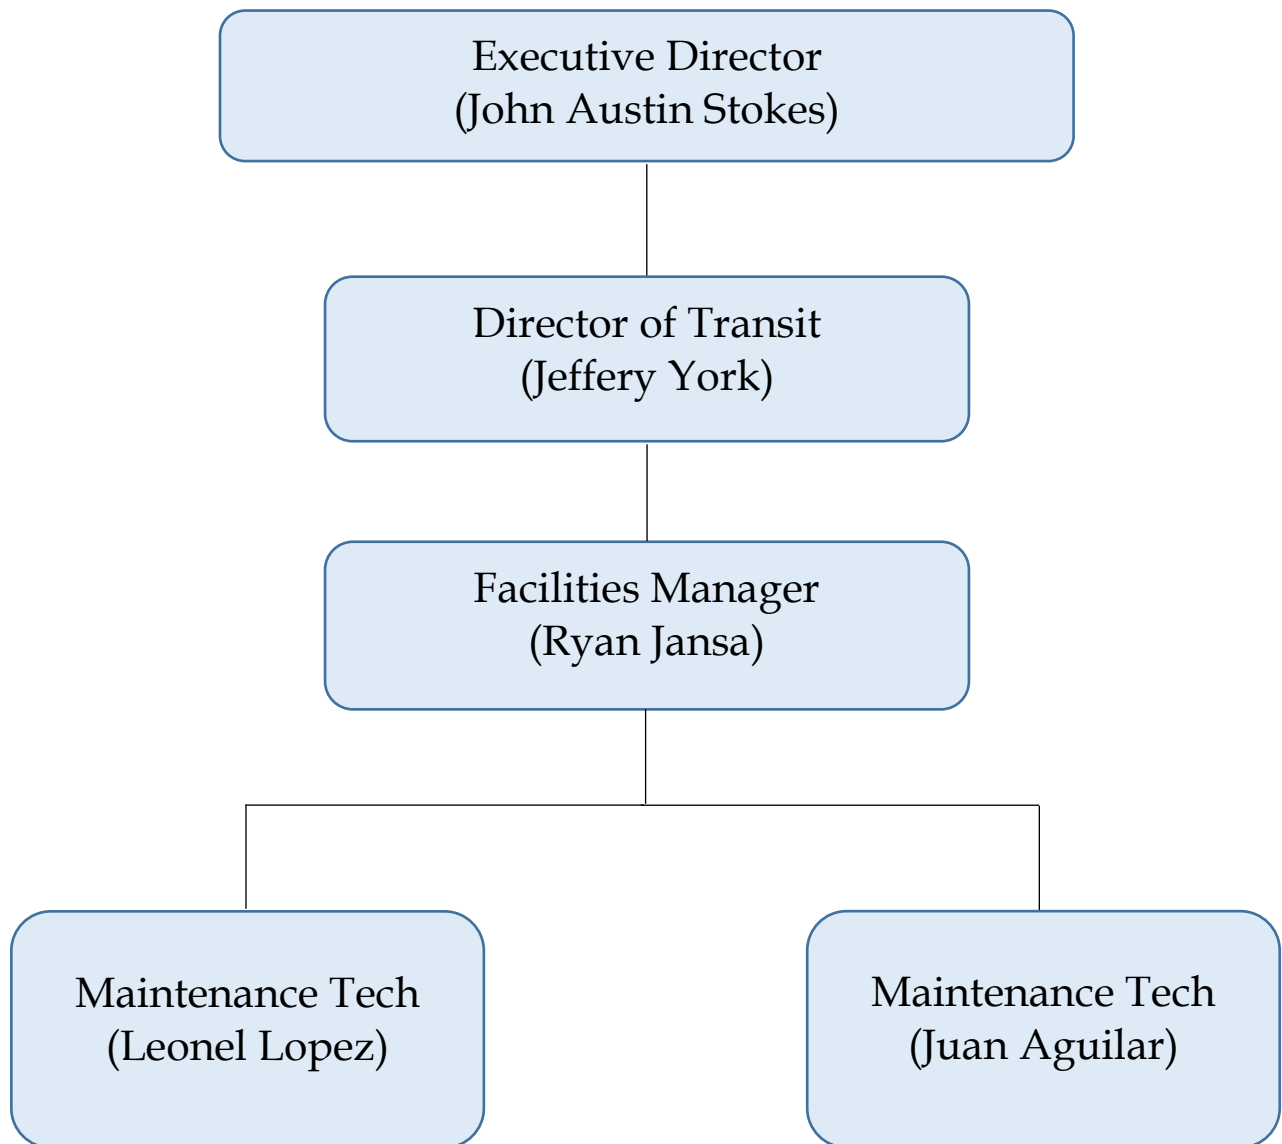 Executive Director
(John Austin Stokes)
Director of Transit
(Jeffery York)
Facilities Manager
(Ryan Jansa)
Maintenance Tech
(Leonel Lopez)
Maintenance Tech
(Juan Aguilar)